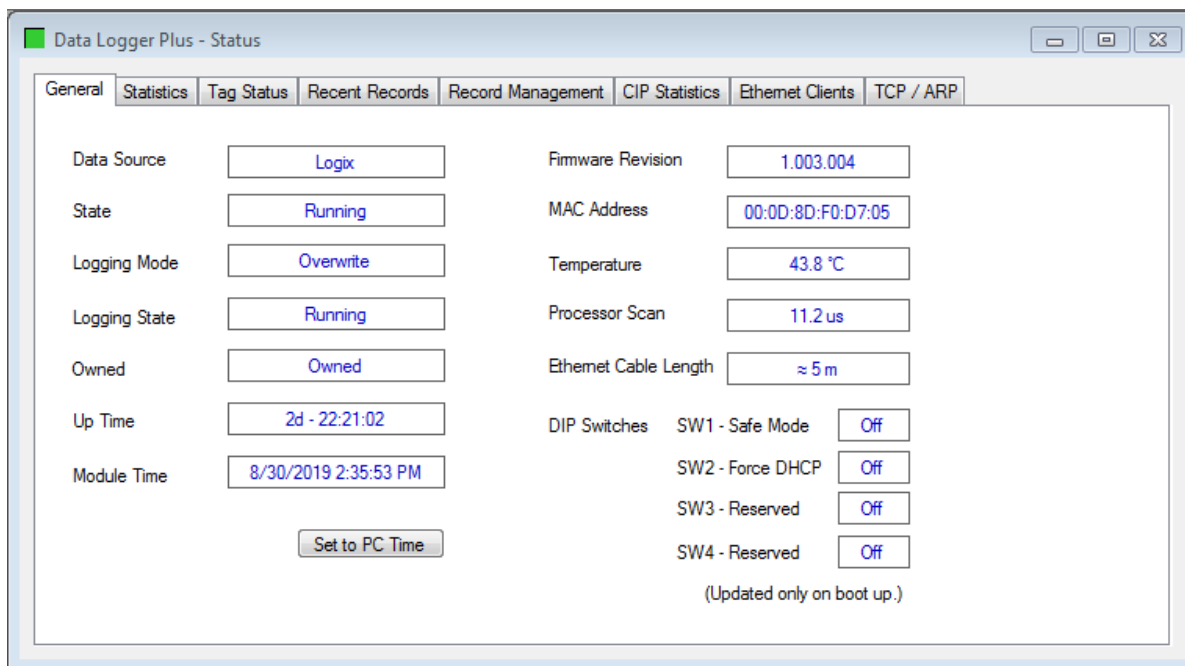 Data Logger Plus - Status
General Statistics Tag Status Recent Records Record Management CIP Statistics Ethernet Clients TCP / ARP
Data Source Logix Firmware Revision 1.003.004
State Running MAC Address 00:0D:8D:F0:D7:05
Logging Mode Overwrite Temperature 43.8 °C
Logging State Running Processor Scan 11.2 us
Owned Owned Ethernet Cable Length ≈ 5 m
Up Time 2d - 22:21:02 DIP Switches SW1 - Safe Mode Off
Module Time 8/30/2019 2:35:53 PM SW2 - Force DHCP Off
SW3 - Reserved Off
Set to PC Time SW4 - Reserved Off
(Updated only on boot up.)